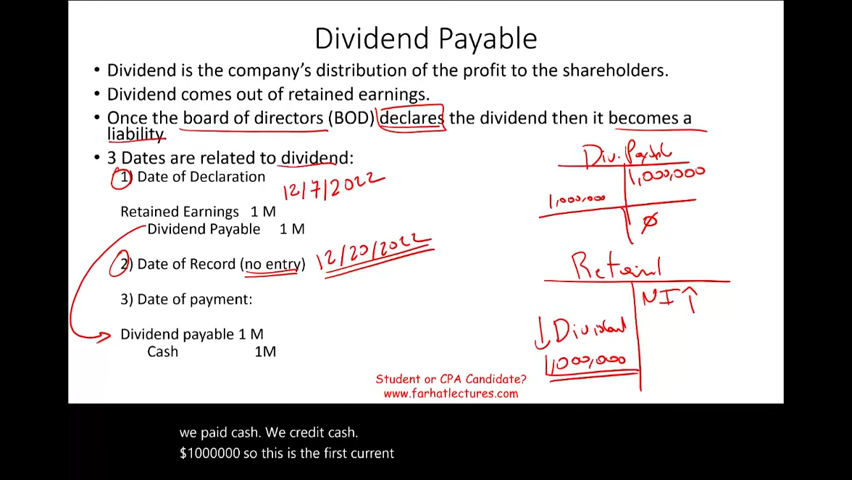 Dividend Payable
• Dividend is the company's distribution of the profit to the shareholders.
• Dividend comes out of retained earnings.
• Once the board of directors (BOD) declares the dividend then it becomes a
liability.
• 3 Dates are related to dividend:
1) Date of Declaration
12/7/2022
Retained Earnings 1 M
Dividend Payable 1 M
2) Date of Record (no entry)
12/20/2022
3) Date of payment:
Dividend payable 1 M
Cash 1M
Div. Payable
1,000,000
1,000,000
0
Retained
NI ↑
↓ Dividend
1,000,000
Student or CPA Candidate?
www.farhatlectures.com
we paid cash. We credit cash.
$1000000 so this is the first current